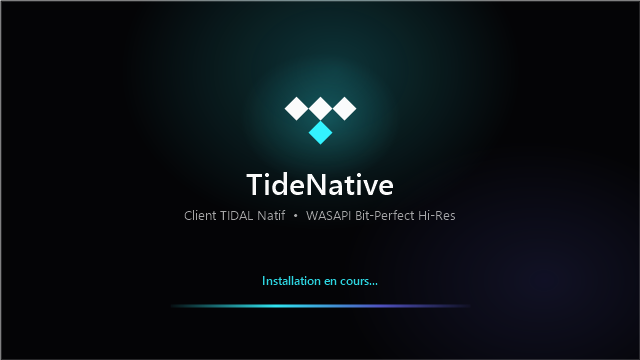 TideNative
Client TIDAL Natif • WASAPI Bit-Perfect Hi-Res
Installation en cours...